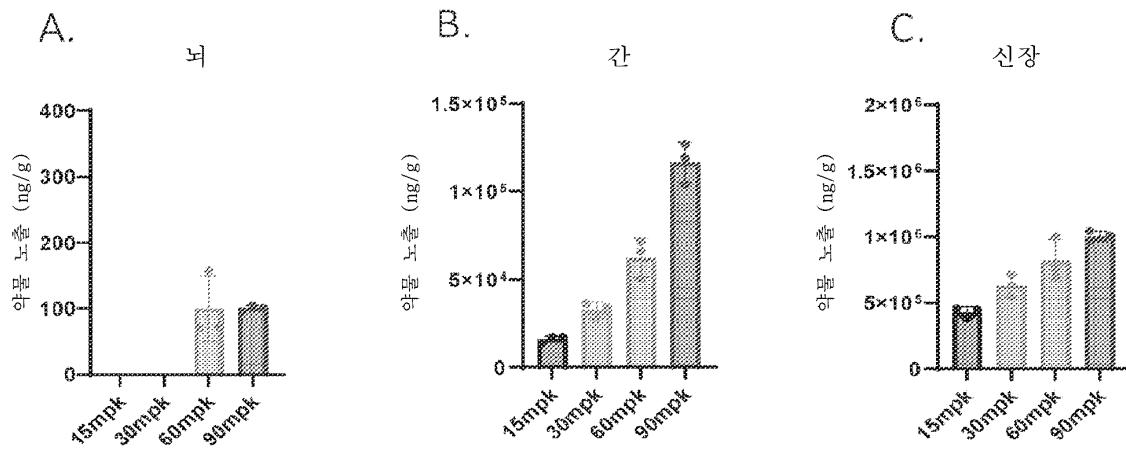 A.
뇌
약물 노출 (ng/g)
400
300
200
100
0
15mpk
30mpk
60mpk
90mpk
B.
간
약물 노출 (ng/g)
1.5×10⁵
1×10⁵
5×10⁴
0
15mpk
30mpk
60mpk
90mpk
C.
신장
약물 노출 (ng/g)
2×10⁶
1.5×10⁶
1×10⁶
5×10⁵
0
15mpk
30mpk
60mpk
90mpk